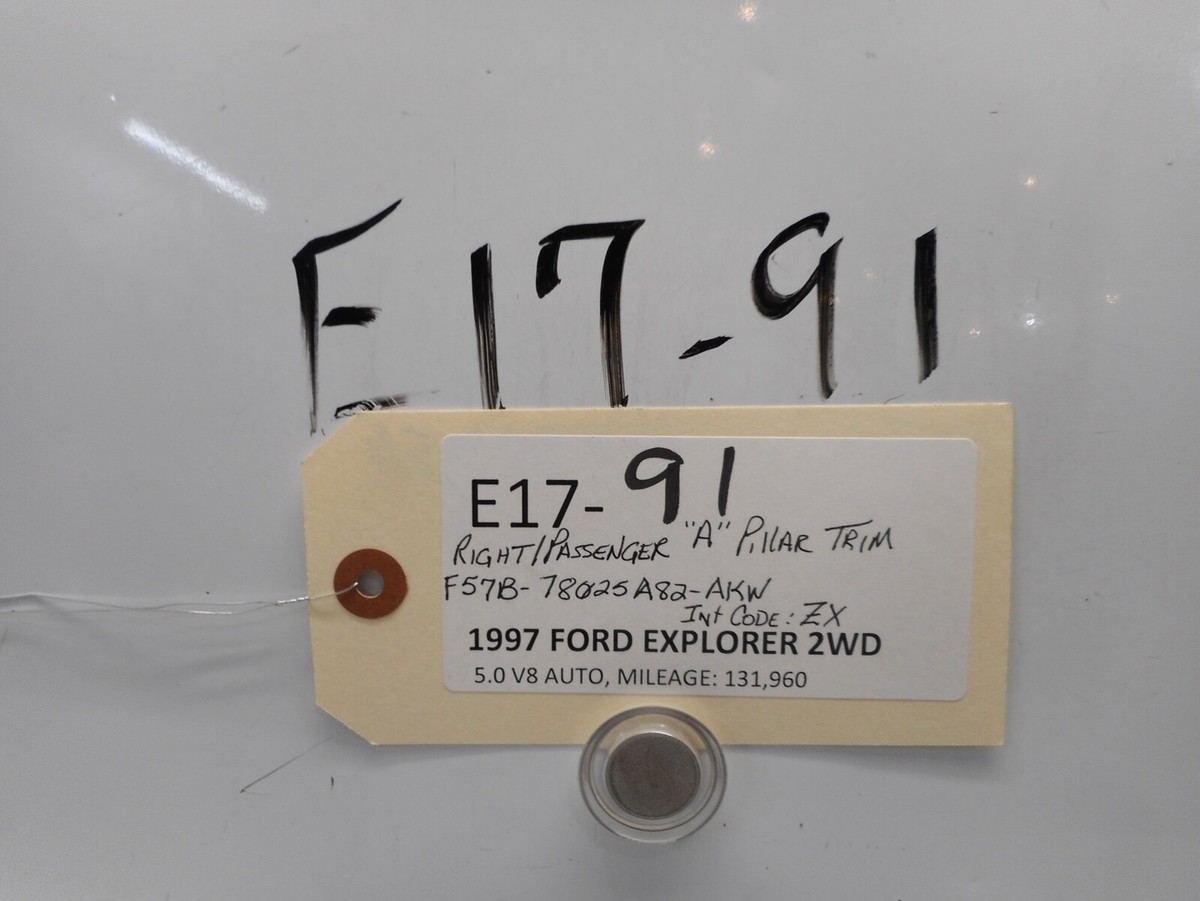 E17-91
E17-91
RIGHT/PASSENGER "A" PILLAR TRIM
F57B-78025A82-AKW
INT CODE: ZX
1997 FORD EXPLORER 2WD
5.0 V8 AUTO, MILEAGE: 131,960